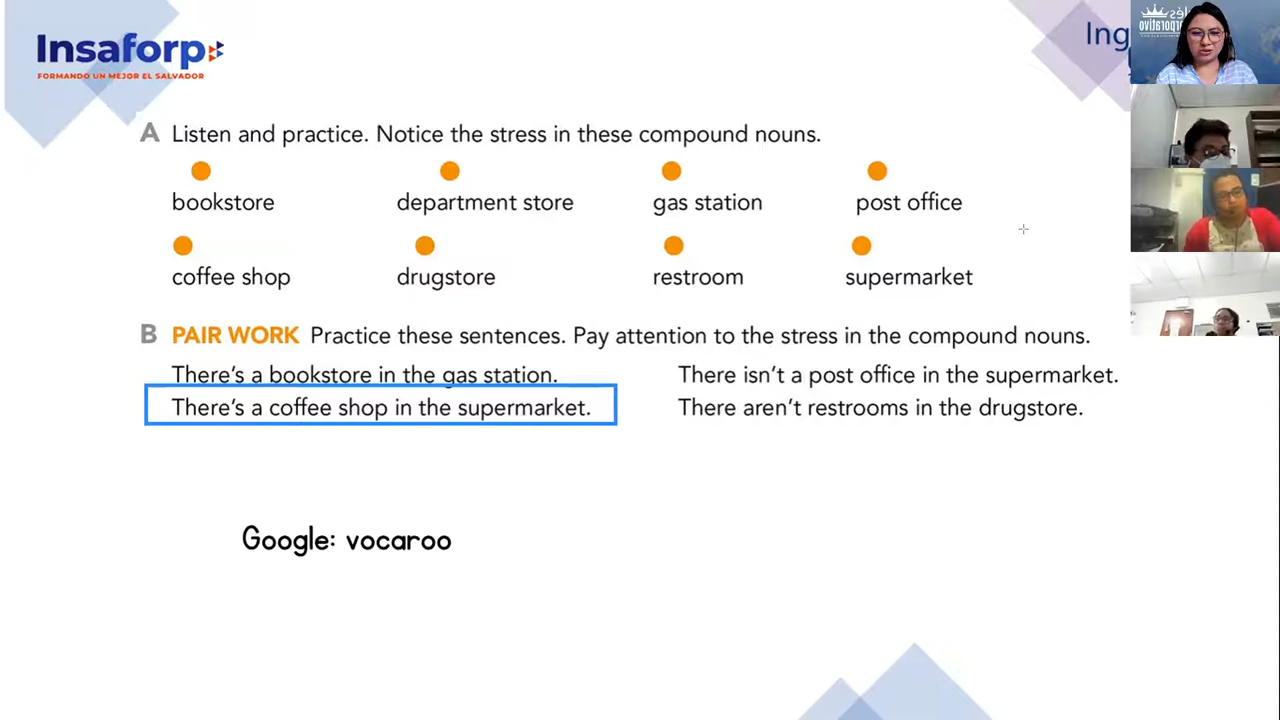 Insaforp
FORMANDO UN MEJOR EL SALVADOR
Ing
A Listen and practice. Notice the stress in these compound nouns.
bookstore department store gas station post office
coffee shop drugstore restroom supermarket
B PAIR WORK Practice these sentences. Pay attention to the stress in the compound nouns.
There's a bookstore in the gas station. There isn't a post office in the supermarket.
There's a coffee shop in the supermarket. There aren't restrooms in the drugstore.
Google: vocaroo